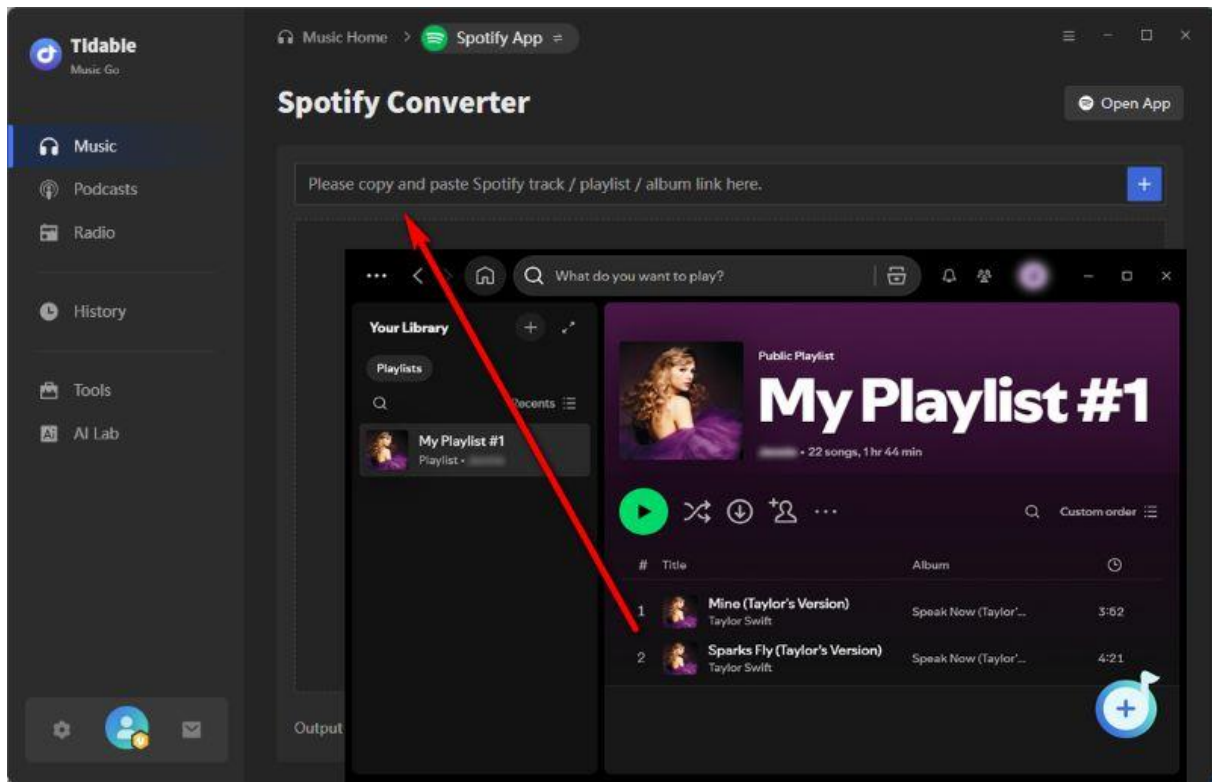 Tidable
Music Go
Music
Podcasts
Radio
History
Tools
AI Lab
Music Home > Spotify App
Spotify Converter
Open App
Please copy and paste Spotify track / playlist / album link here.
Output
What do you want to play?
Your Library
Playlists
Recents
My Playlist #1
Playlist •
Public Playlist
My Playlist #1
• 22 songs, 1 hr 44 min
Custom order
# Title Album
1 Mine (Taylor's Version) Speak Now (Taylor'... 3:52
Taylor Swift
2 Sparks Fly (Taylor's Version) Speak Now (Taylor'... 4:21
Taylor Swift